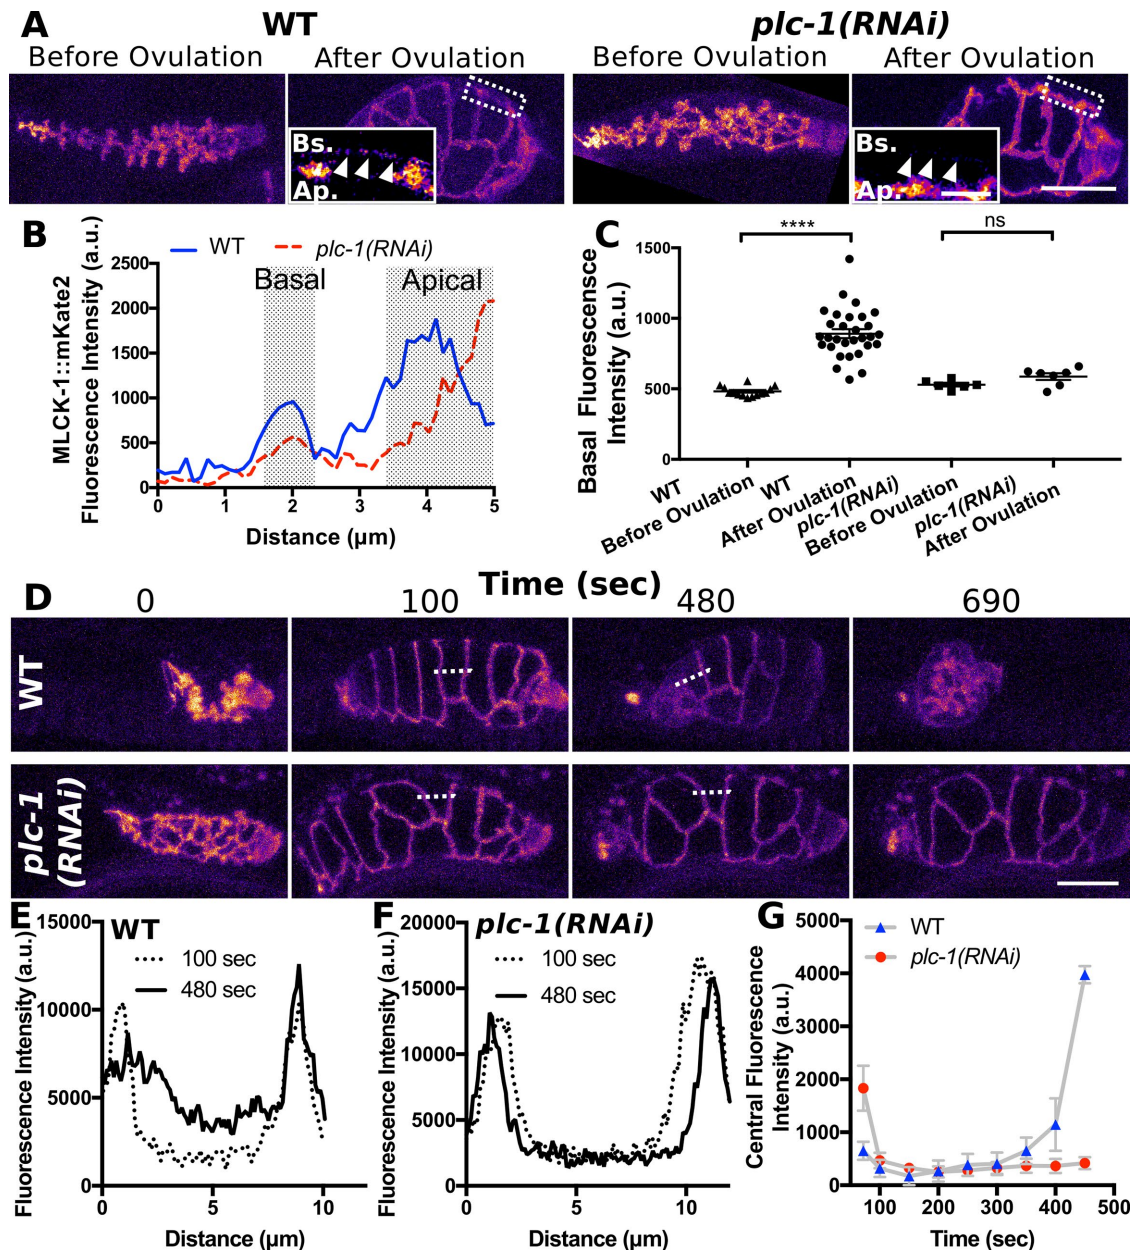 A WT plc-1(RNAi)
Before Ovulation After Ovulation Before Ovulation After Ovulation
Bs. Bs.
Ap. Ap.
B
WT plc-1(RNAi)
MLCK-1::mKate2
Fluorescence Intensity (a.u.)
2500
2000
1500
1000
500
0
Basal Apical
0 1 2 3 4 5
Distance (µm)
C
**** ns
Basal Fluorescensce
Intensity (a.u.)
1500
1000
500
0
WT
Before Ovulation
WT
After Ovulation
plc-1(RNAi)
Before Ovulation
plc-1(RNAi)
After Ovulation
D Time (sec)
0 100 480 690
WT
plc-1
(RNAi)
E WT
100 sec
480 sec
Fluorescence Intensity (a.u.)
15000
10000
5000
0
0 5 10
Distance (µm)
F plc-1(RNAi)
100 sec
480 sec
Fluorescence Intensity (a.u.)
20000
15000
10000
5000
0
0 5 10
Distance (µm)
G
WT
plc-1(RNAi)
Central Fluorescence
Intensity (a.u.)
5000
4000
3000
2000
1000
0
100 200 300 400 500
Time (sec)